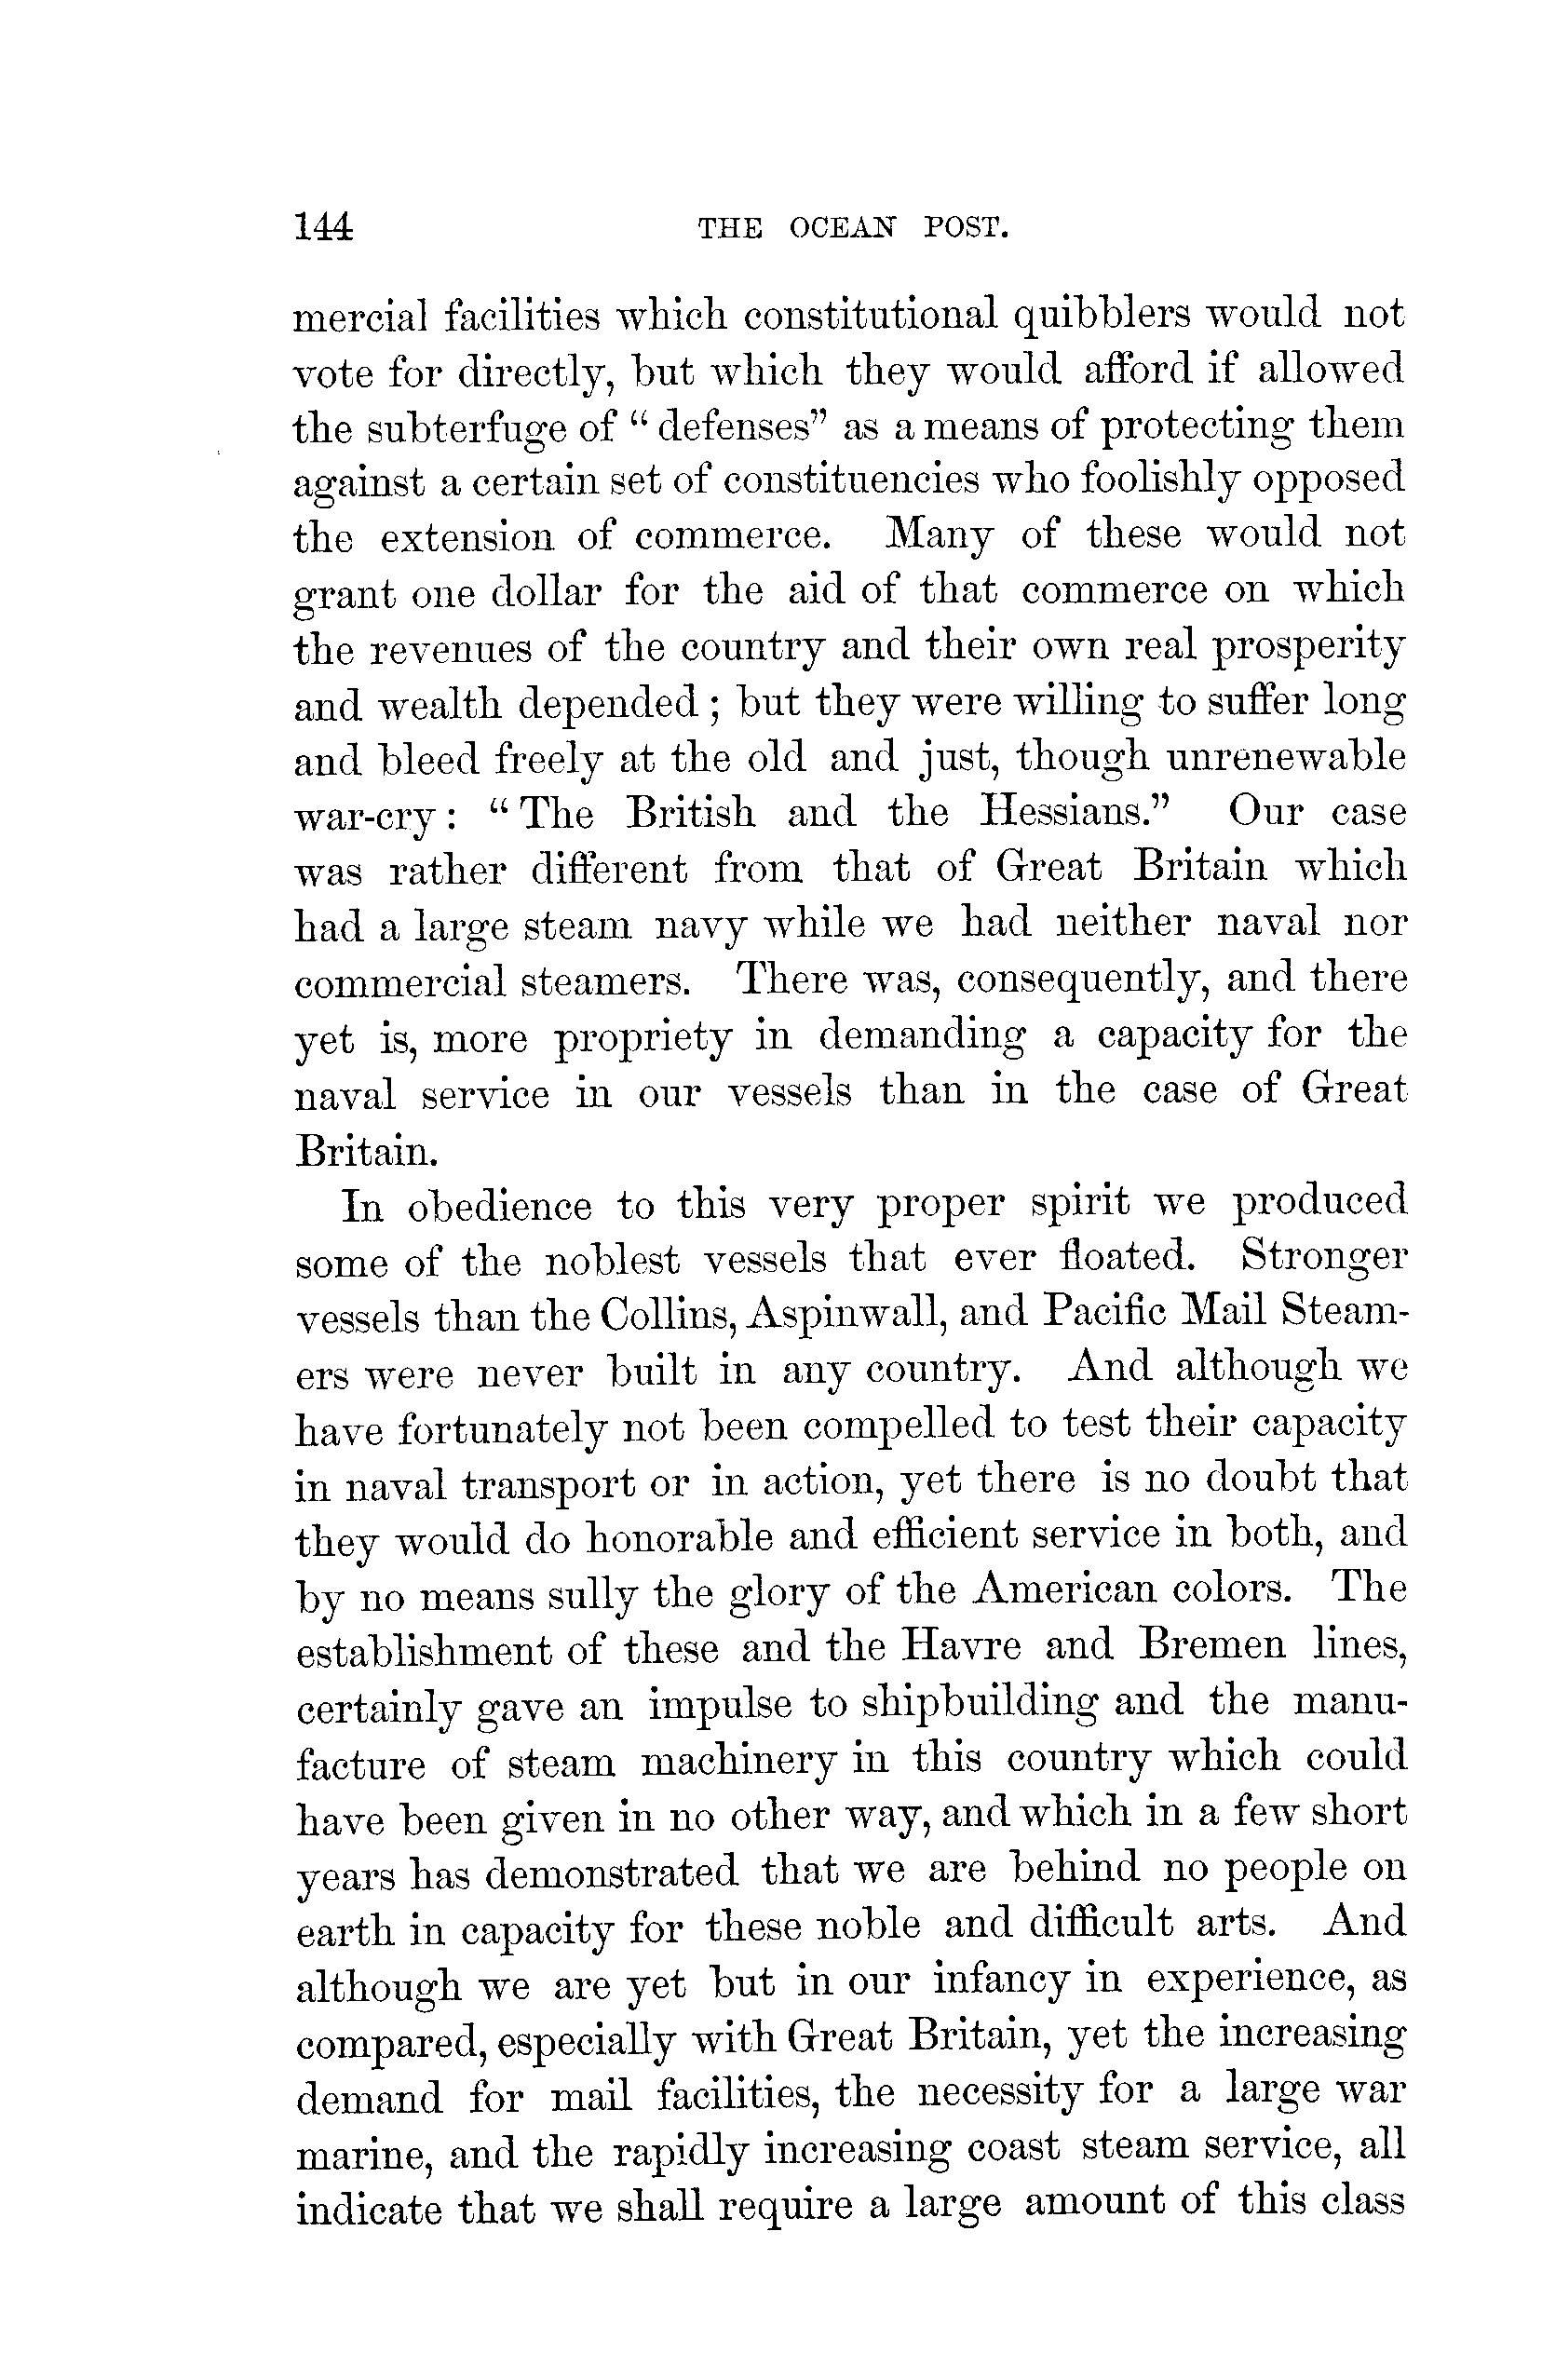 144 THE OCEAN POST.
mercial facilities which constitutional quibblers would not
vote for directly, but which they would afford if allowed
the subterfuge of “ defenses” as a means of protecting them
against a certain set of constituencies who foolishly opposed
the extension of commerce. Many of these would not
grant one dollar for the aid of that commerce on which
the revenues of the country and their own real prosperity
and wealth depended ; but they were willing to suffer long
and bleed freely at the old and just, though unrenewable
war-cry : “ The British and the Hessians.” Our case
was rather different from that of Great Britain which
had a large steam navy while we had neither naval nor
commercial steamers. There was, consequently, and there
yet is, more propriety in demanding a capacity for the
naval service in our vessels than in the case of Great
Britain.
In obedience to this very proper spirit we produced
some of the noblest vessels that ever floated. Stronger
vessels than the Collins, Aspinwall, and Pacific Mail Steam-
ers were never built in any country. And although we
have fortunately not been compelled to test their capacity
in naval transport or in action, yet there is no doubt that
they would do honorable and efficient service in both, and
by no means sully the glory of the American colors. The
establishment of these and the Havre and Bremen lines,
certainly gave an impulse to shipbuilding and the manu-
facture of steam machinery in this country which could
have been given in no other way, and which in a few short
years has demonstrated that we are behind no people on
earth in capacity for these noble and difficult arts. And
although we are yet but in our infancy in experience, as
compared, especially with Great Britain, yet the increasing
demand for mail facilities, the necessity for a large war
marine, and the rapidly increasing coast steam service, all
indicate that we shall require a large amount of this class